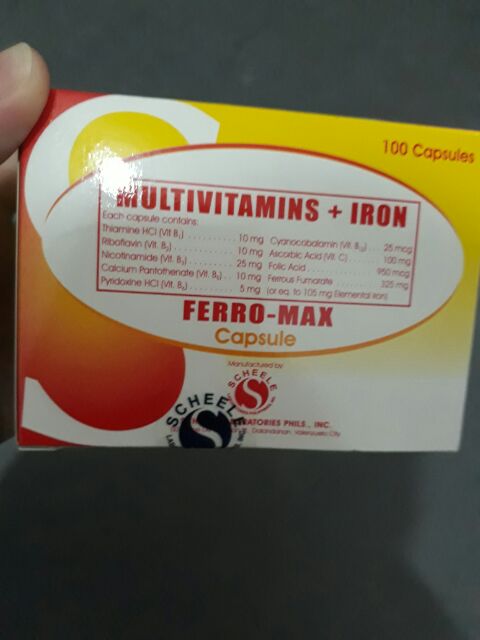 100 Capsules
MULTIVITAMINS + IRON
Each capsule contains:
Thiamine HCl (Vit. B1) .......... 10 mg
Riboflavin (Vit. B2) .......... 10 mg
Nicotinamide (Vit. B3) ........ 25 mg
Calcium Pantothenate (Vit. B5) .. 10 mg
Pyridoxine HCl (Vit. B6) ........ 5 mg
Cyanocobalamin (Vit. B12) ... 25 mcg
Ascorbic Acid (Vit. C) ...... 100 mg
Folic Acid .......... 950 mcg
Ferrous Fumarate ........ 325 mg
(or eq. to 105 mg Elemental Iron)
FERRO-MAX
Capsule
Manufactured by
SCHEELE
S
SCHEELE
S
PHILS., INC.
Dalandanan, Valenzuela City